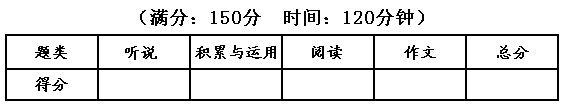 （满分：150分　时间：120分钟）
题类 听说 积累与运用 阅读 作文 总分
得分